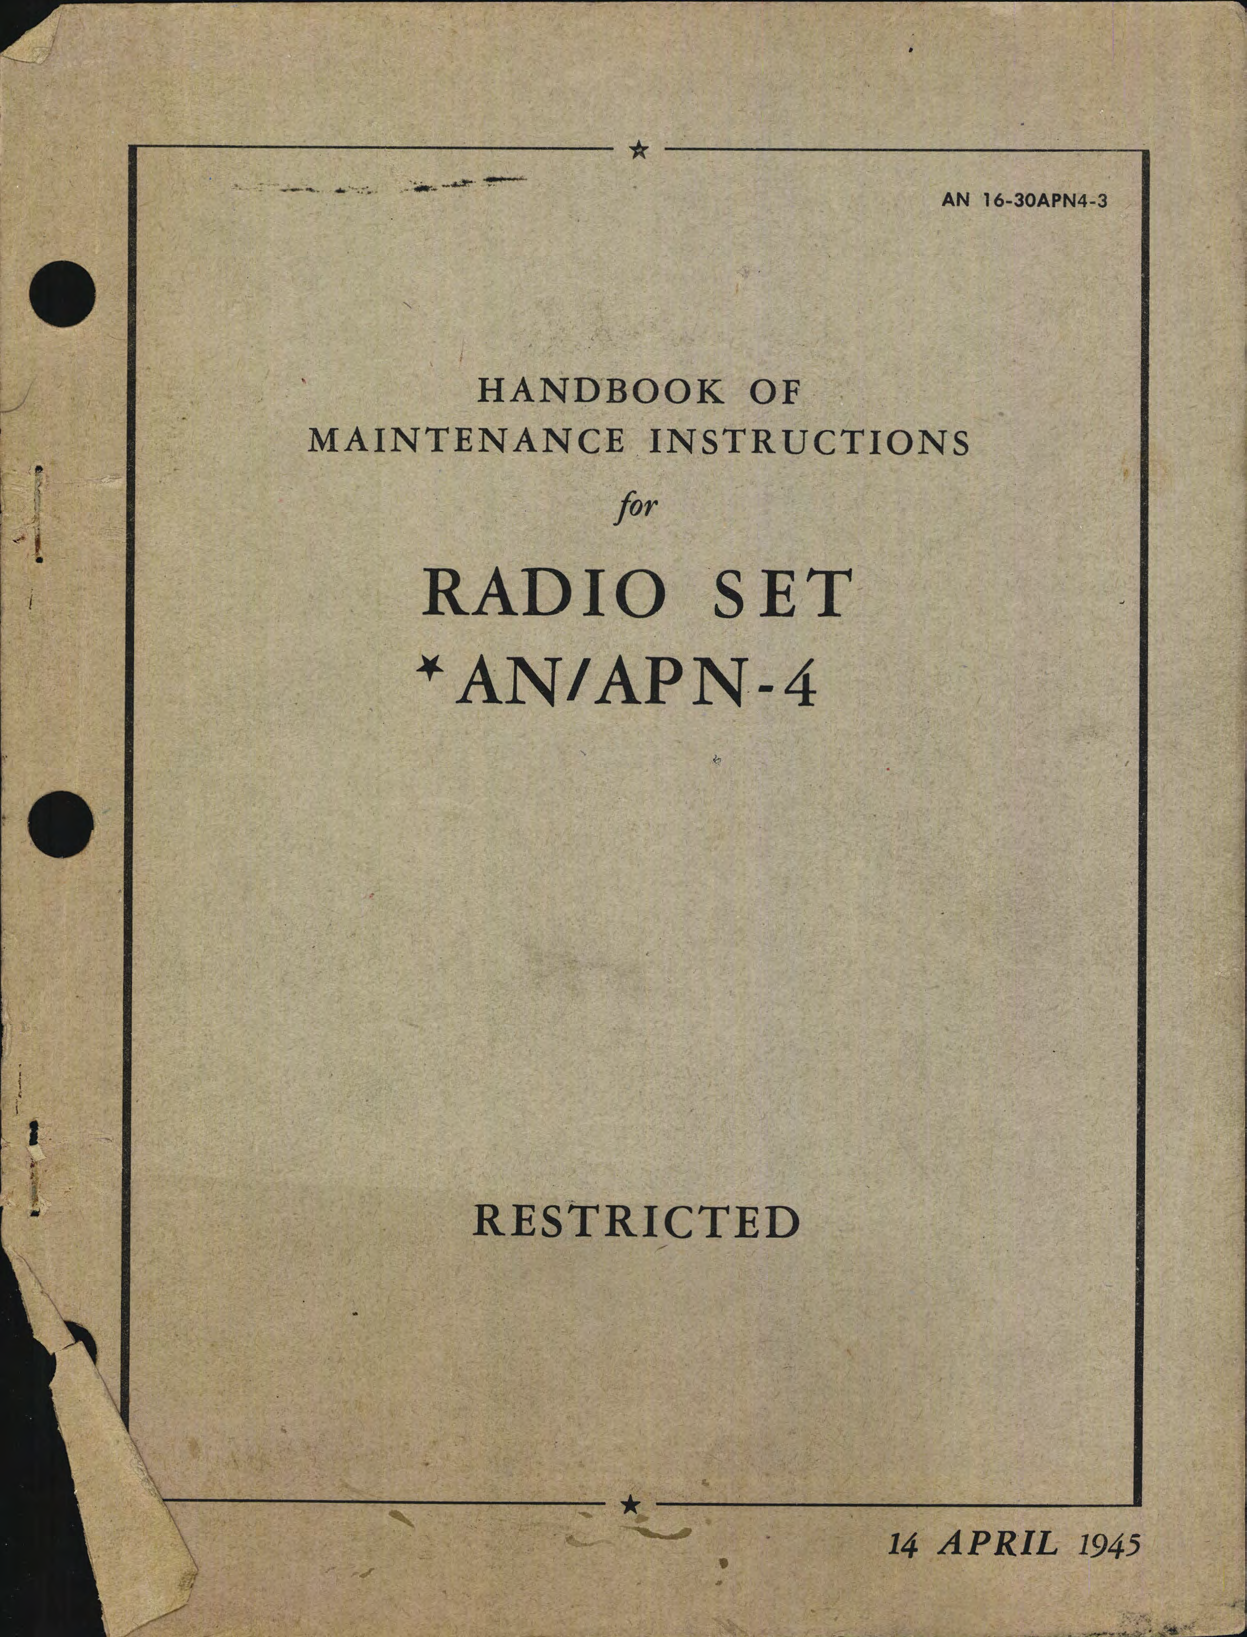 AN 16-30APN4-3
HANDBOOK OF
MAINTENANCE INSTRUCTIONS
for
RADIO SET
★AN/APN-4
RESTRICTED
14 APRIL 1945